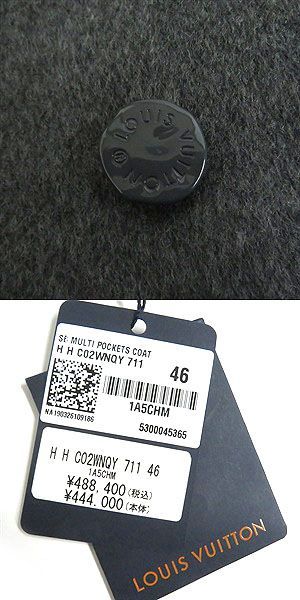 LOUIS VUITTON ®
SB MULTI POCKETS COAT
H H C02WNQY 711
46
1A5CHM
NA190325109186
5300045365
H H C02WNQY 711 46
1A5CHM
¥488.400(税込)
¥444.000(本体)
LOUIS VUITTON